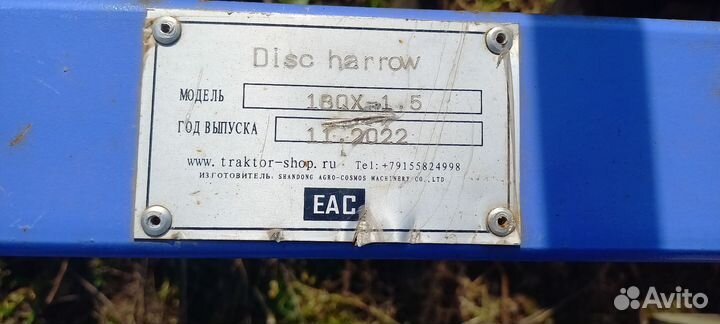 Disc harrow
МОДЕЛЬ 1BQX-1,5
ГОД ВЫПУСКА 11.2022
www.traktor-shop.ru Tel:+79155824998
ИЗГОТОВИТЕЛЬ: SHANDONG AGRO-COSMOS MACHINERY CO.,LTD
EAC
Avito